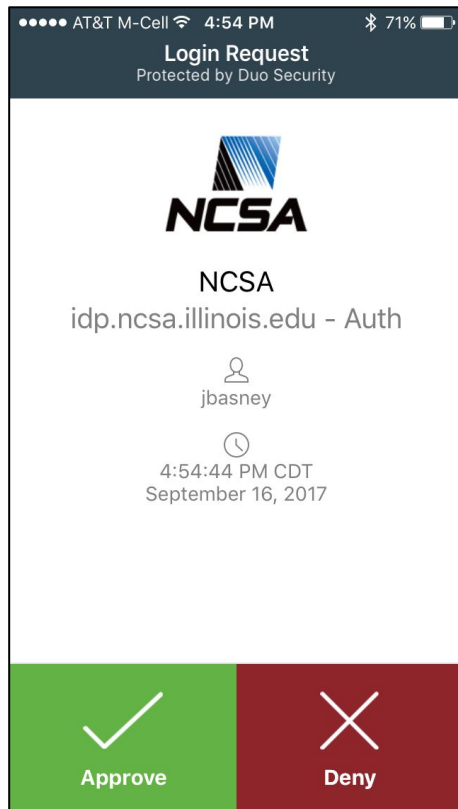 AT&T M-Cell 4:54 PM 71%
Login Request
Protected by Duo Security
NCSA
NCSA
idp.ncsa.illinois.edu - Auth
jbasney
4:54:44 PM CDT
September 16, 2017
Approve Deny